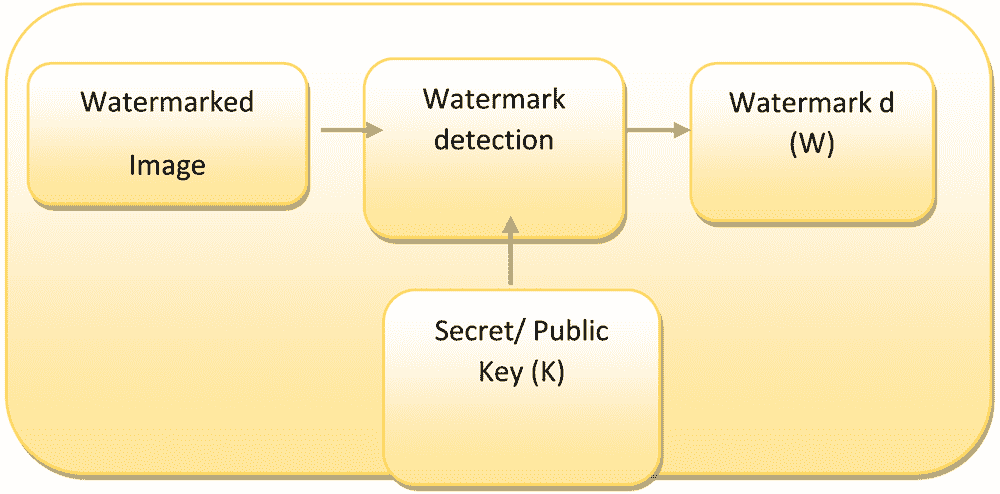 Watermarked
Image
Watermark
detection
Watermark d
(W)
Secret/ Public
Key (K)